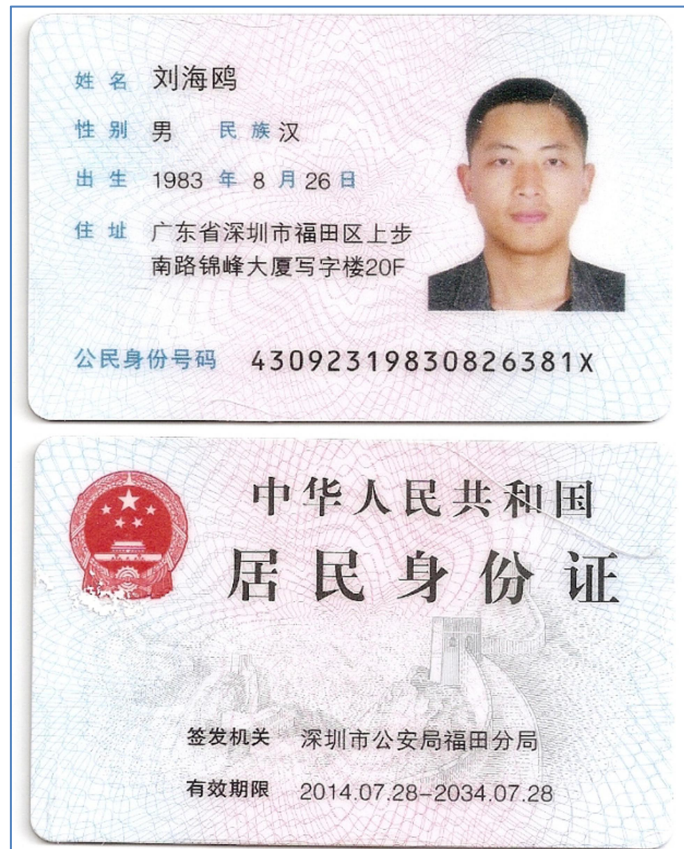 姓名 刘海鸥
性别 男 民族 汉
出生 1983 年 8 月 26 日
住址 广东省深圳市福田区上步
南路锦峰大厦写字楼20F
公民身份号码 43092319830826381X
中华人民共和国
居民身份证
签发机关 深圳市公安局福田分局
有效期限 2014.07.28-2034.07.28